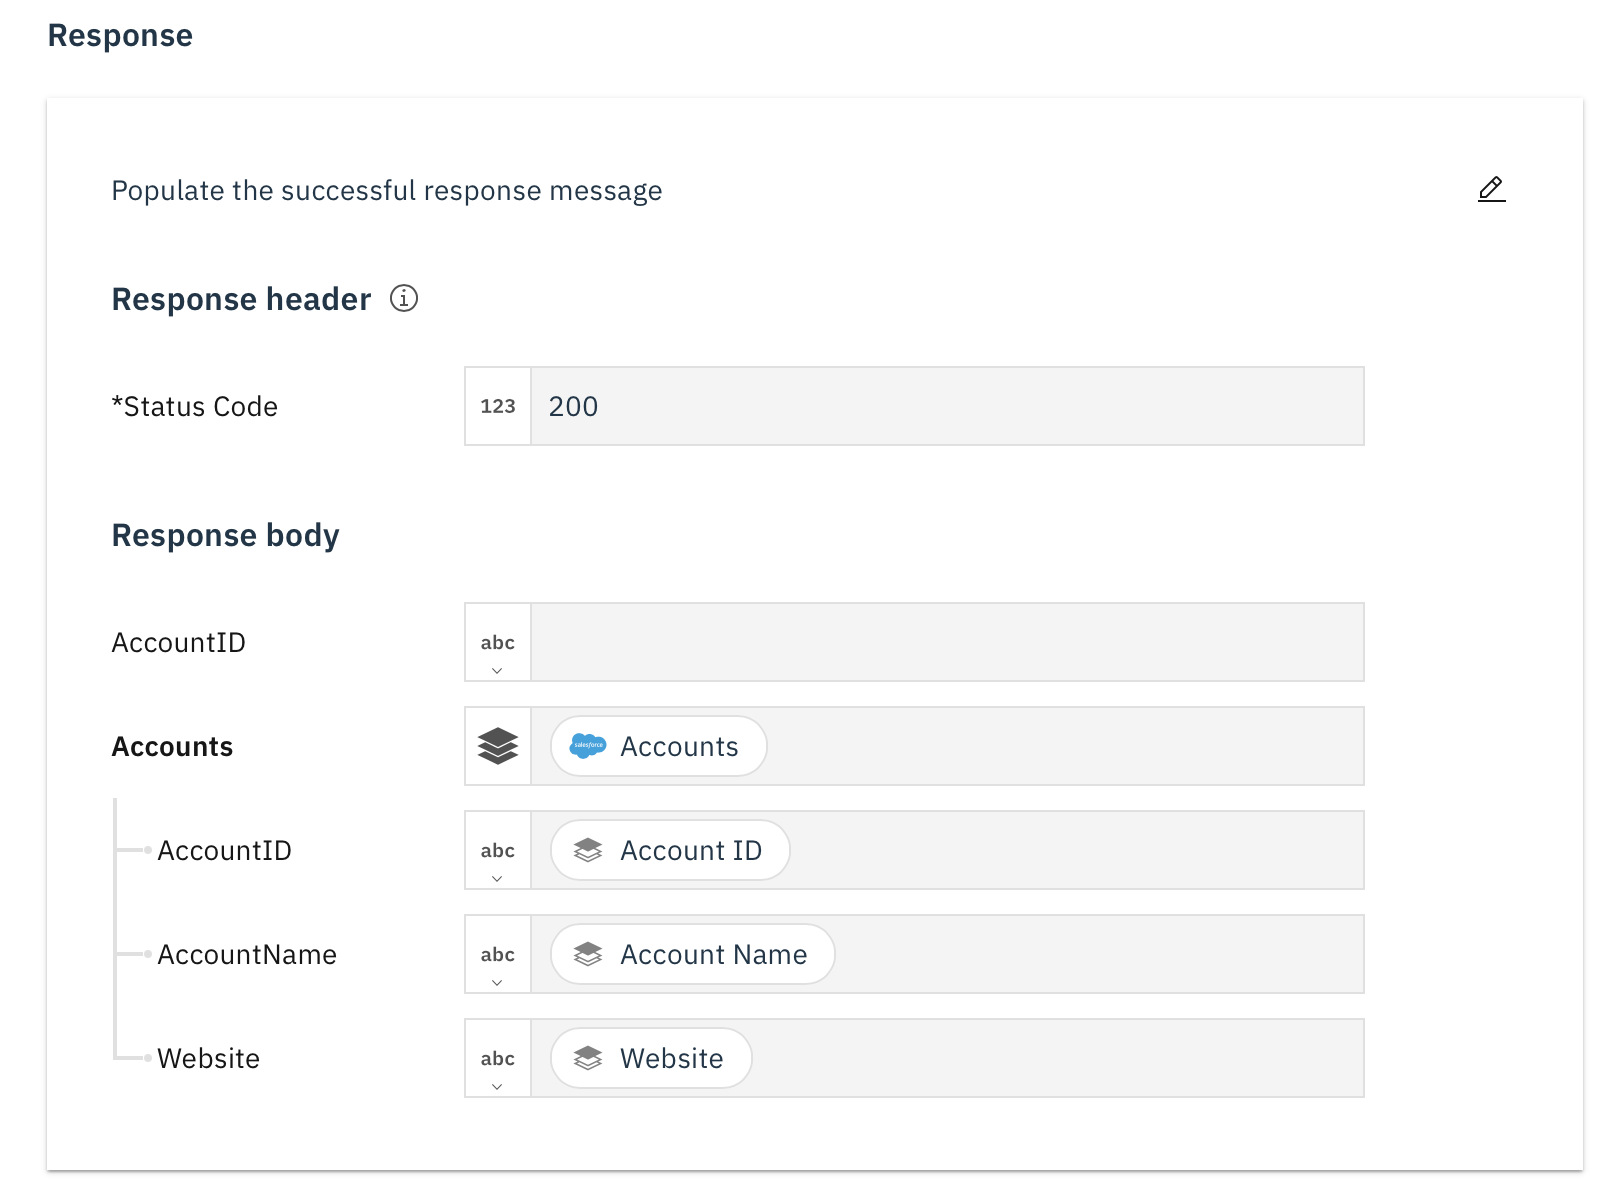 Response
Populate the successful response message
Response header
*Status Code 123 200
Response body
AccountID abc
Accounts salesforce Accounts
AccountID abc Account ID
AccountName abc Account Name
Website abc Website